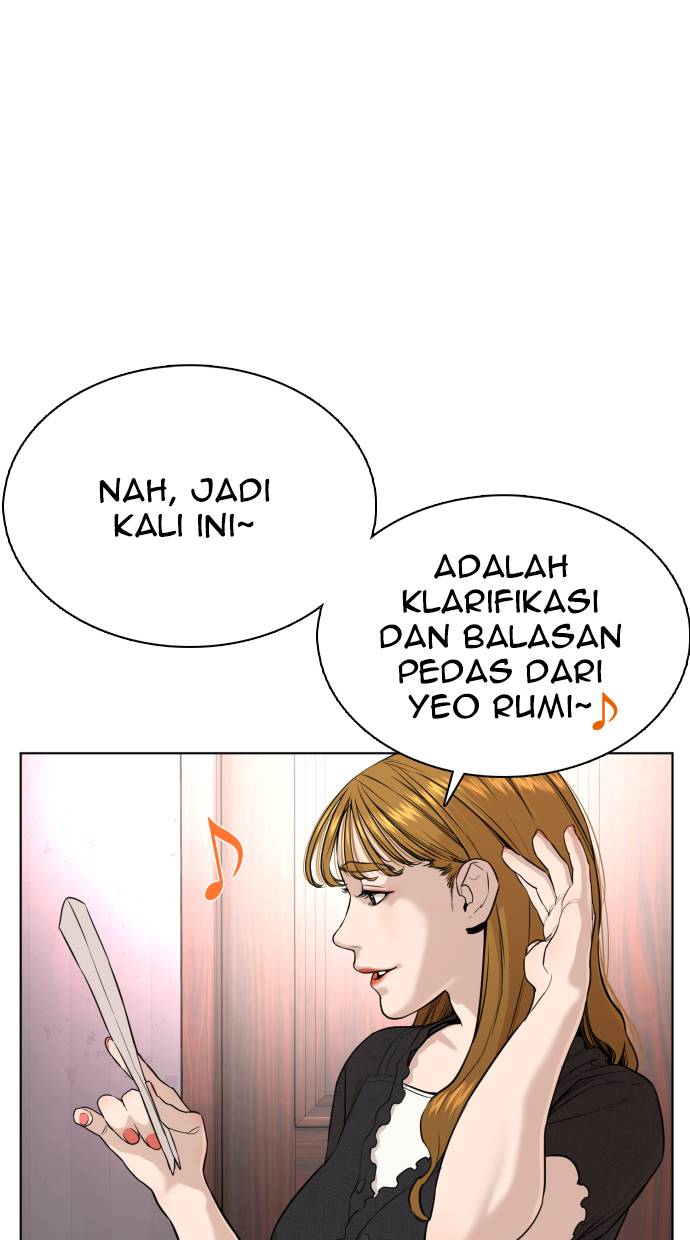 NAH, JADI
KALI INI~
ADALAH
KLARIFIKASI
DAN BALASAN
PEDAS DARI
YEO RUMI~♪